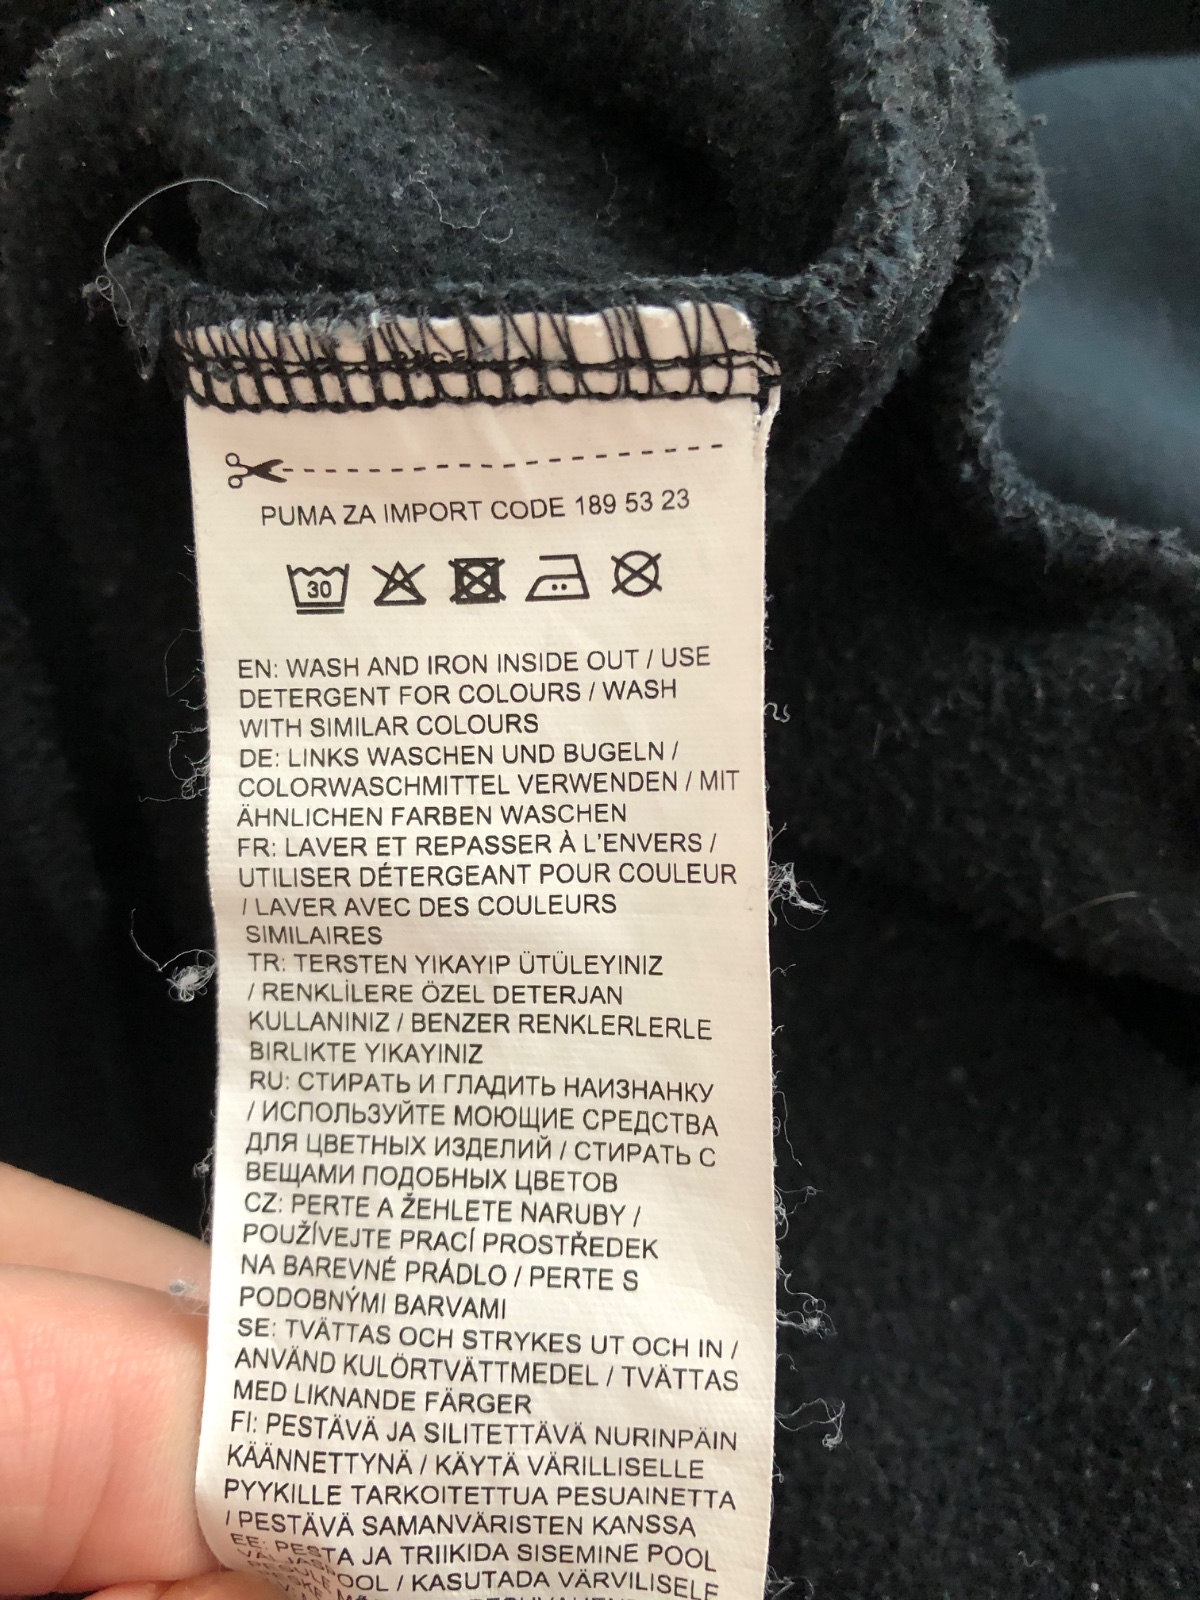 PUMA ZA IMPORT CODE 189 53 23
30
EN: WASH AND IRON INSIDE OUT / USE
DETERGENT FOR COLOURS / WASH
WITH SIMILAR COLOURS
DE: LINKS WASCHEN UND BUGELN /
COLORWASCHMITTEL VERWENDEN / MIT
ÄHNLICHEN FARBEN WASCHEN
FR: LAVER ET REPASSER À L'ENVERS /
UTILISER DÉTERGEANT POUR COULEUR
/ LAVER AVEC DES COULEURS
SIMILAIRES
TR: TERSTEN YIKAYIP ÜTÜLEYINIZ
/ RENKLİLERE ÖZEL DETERJAN
KULLANINIZ / BENZER RENKLERLERLE
BIRLIKTE YIKAYINIZ
RU: СТИРАТЬ И ГЛАДИТЬ НАИЗНАНКУ
/ ИСПОЛЬЗУЙТЕ МОЮЩИЕ СРЕДСТВА
ДЛЯ ЦВЕТНЫХ ИЗДЕЛИЙ / СТИРАТЬ С
ВЕЩАМИ ПОДОБНЫХ ЦВЕТОВ
CZ: PERTE A ŽEHLETE NARUBY /
POUŽÍVEJTE PRACÍ PROSTŘEDEK
NA BAREVNÉ PRÁDLO / PERTE S
PODOBNÝMI BARVAMI
SE: TVÄTTAS OCH STRYKES UT OCH IN /
ANVÄND KULÖRTVÄTTMEDEL / TVÄTTAS
MED LIKNANDE FÄRGER
FI: PESTÄVÄ JA SILITETTÄVÄ NURINPÄIN
KÄÄNNETTYNÄ / KÄYTÄ VÄRILLISELLE
PYYKILLE TARKOITETTUA PESUAINETTA
/ PESTÄVÄ SAMANVÄRISTEN KANSSA
EE: PESTA JA TRIIKIDA SISEMINE POOL
/ KASUTADA VÄRVILISELE